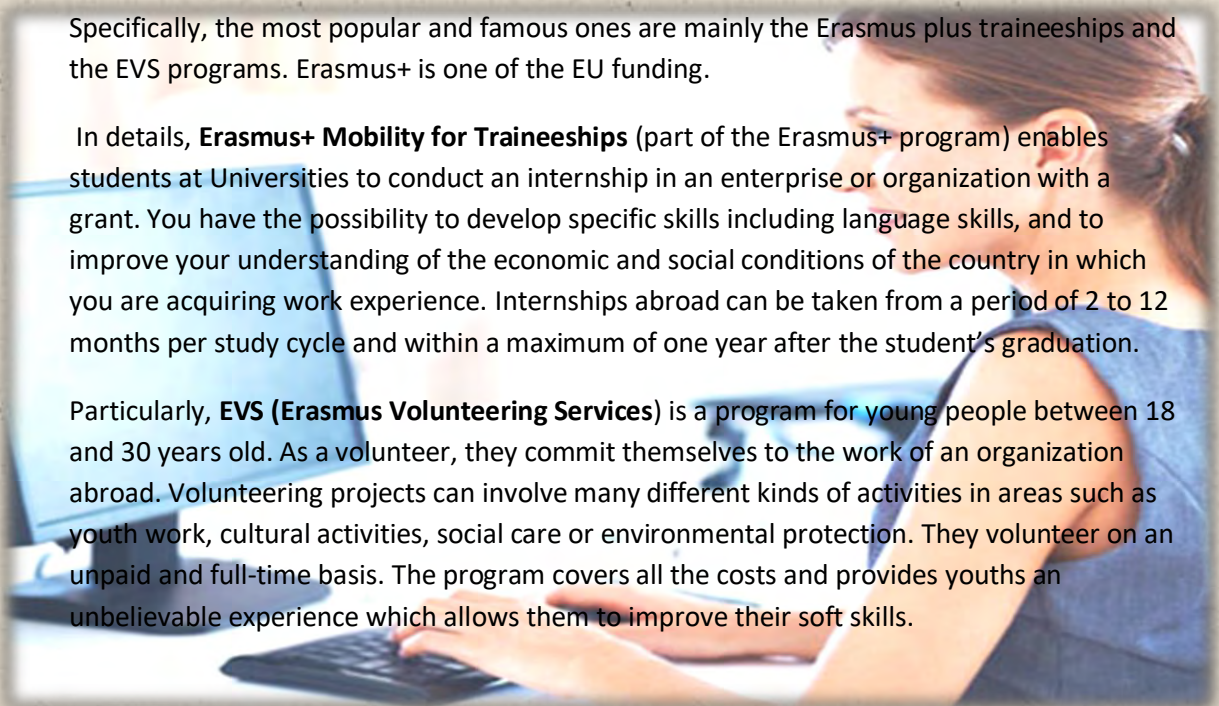 Specifically, the most popular and famous ones are mainly the Erasmus plus traineeships and
the EVS programs. Erasmus+ is one of the EU funding.
In details, Erasmus+ Mobility for Traineeships (part of the Erasmus+ program) enables
students at Universities to conduct an internship in an enterprise or organization with a
grant. You have the possibility to develop specific skills including language skills, and to
improve your understanding of the economic and social conditions of the country in which
you are acquiring work experience. Internships abroad can be taken from a period of 2 to 12
months per study cycle and within a maximum of one year after the student’s graduation.
Particularly, EVS (Erasmus Volunteering Services) is a program for young people between 18
and 30 years old. As a volunteer, they commit themselves to the work of an organization
abroad. Volunteering projects can involve many different kinds of activities in areas such as
youth work, cultural activities, social care or environmental protection. They volunteer on an
unpaid and full-time basis. The program covers all the costs and provides youths an
unbelievable experience which allows them to improve their soft skills.